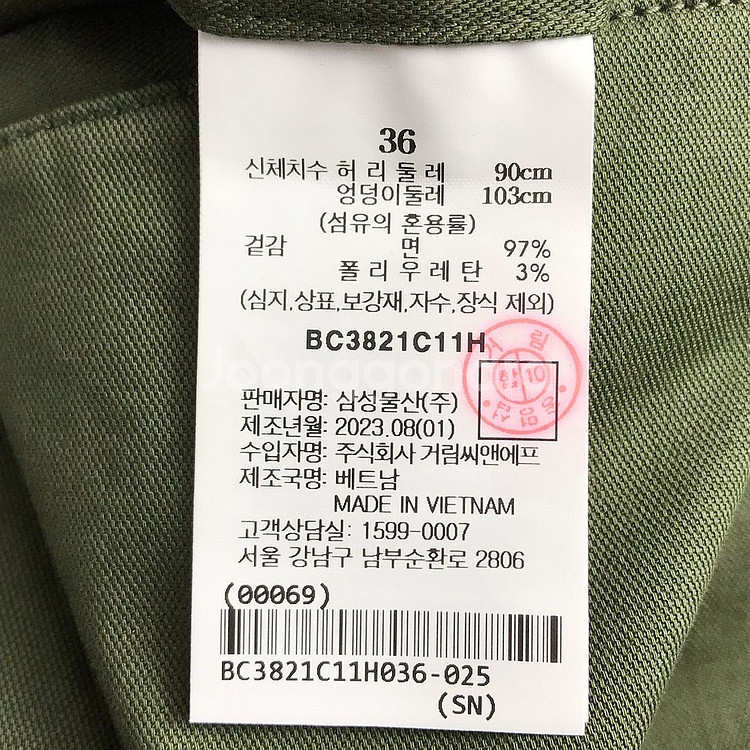 36
신체치수 허 리 둘 레 90cm
엉덩이둘레 103cm
(섬유의 혼용률)
겉감 면 97%
폴 리 우 레 탄 3%
(심지,상표,보강재,자수,장식 제외)
BC3821C11H
판매자명: 삼성물산(주)
제조년월: 2023.08(01)
수입자명: 주식회사 거림씨앤에프
제조국명: 베트남
MADE IN VIETNAM
고객상담실: 1599-0007
서울 강남구 남부순환로 2806
(00069)
BC3821C11H036-025
(SN)